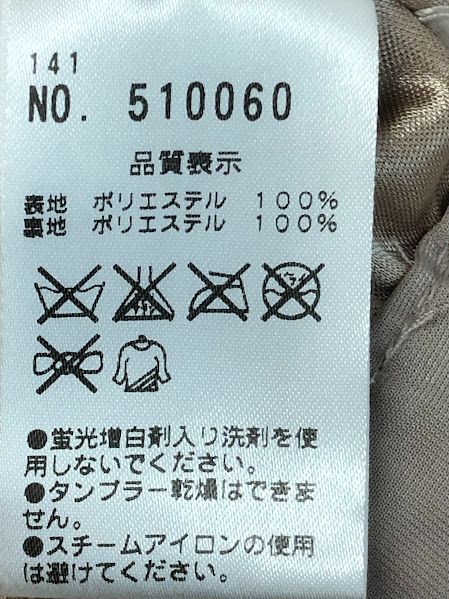 141
NO. 510060
品質表示
表地 ポリエステル 100%
裏地 ポリエステル 100%
●蛍光増白剤入り洗剤を使
用しないでください。
●タンブラー乾燥はできま
せん。
●スチームアイロンの使用
は避けてください。